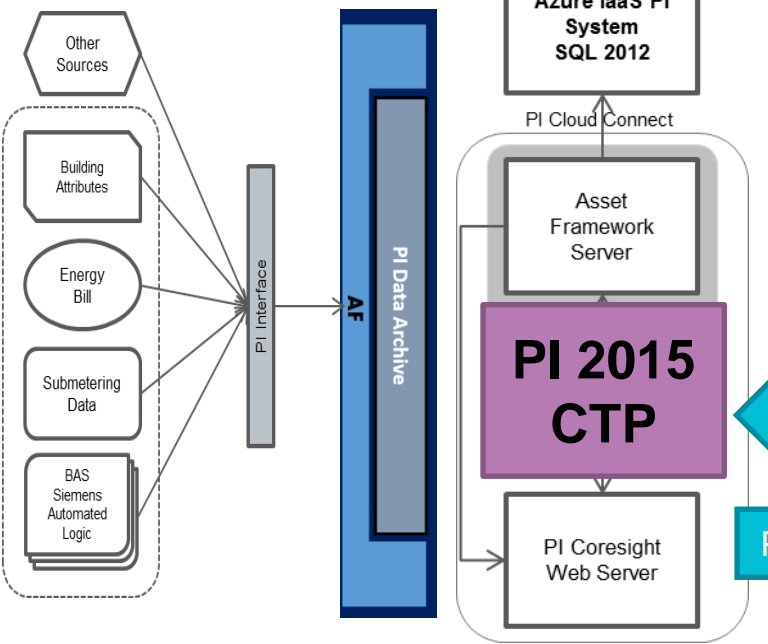 Other
Sources
Building
Attributes
Energy
Bill
Submetering
Data
BAS
Siemens
Automated
Logic
PI Interface
AF
PI Data Archive
Azure IaaS PI
System
SQL 2012
PI Cloud Connect
Asset
Framework
Server
PI 2015
CTP
PI Coresight
Web Server